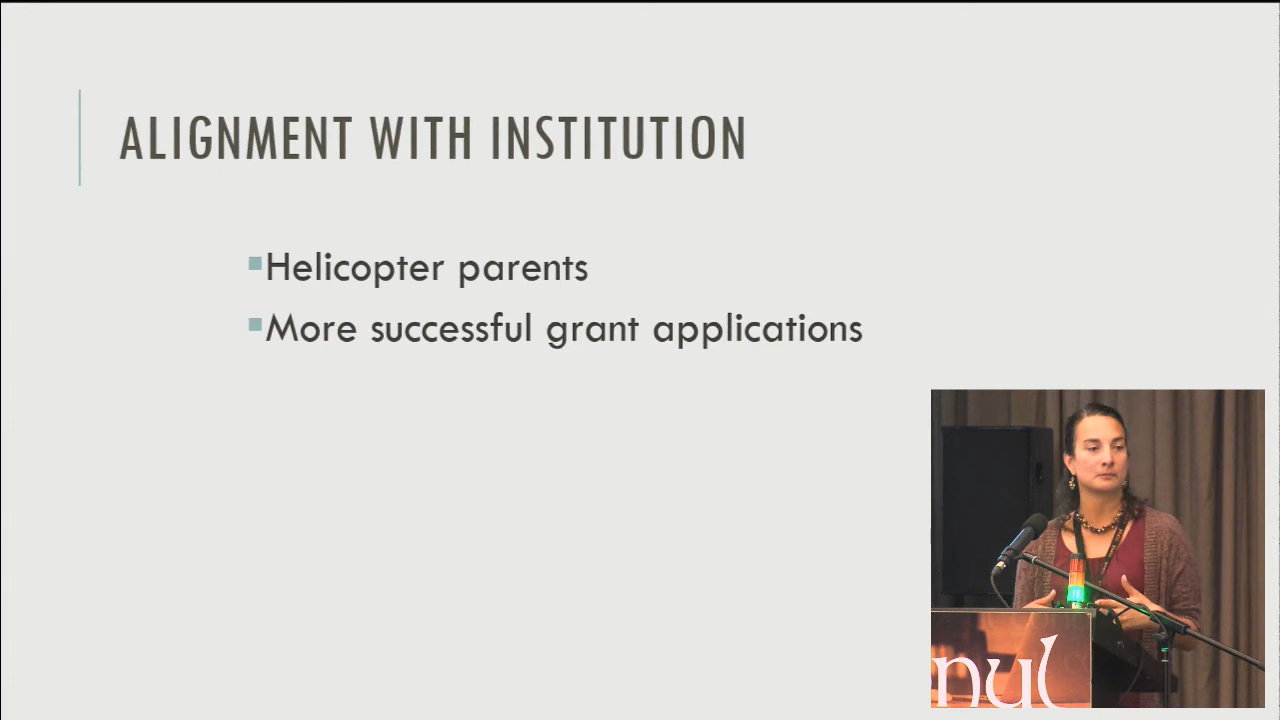 ALIGNMENT WITH INSTITUTION
Helicopter parents
More successful grant applications
nul